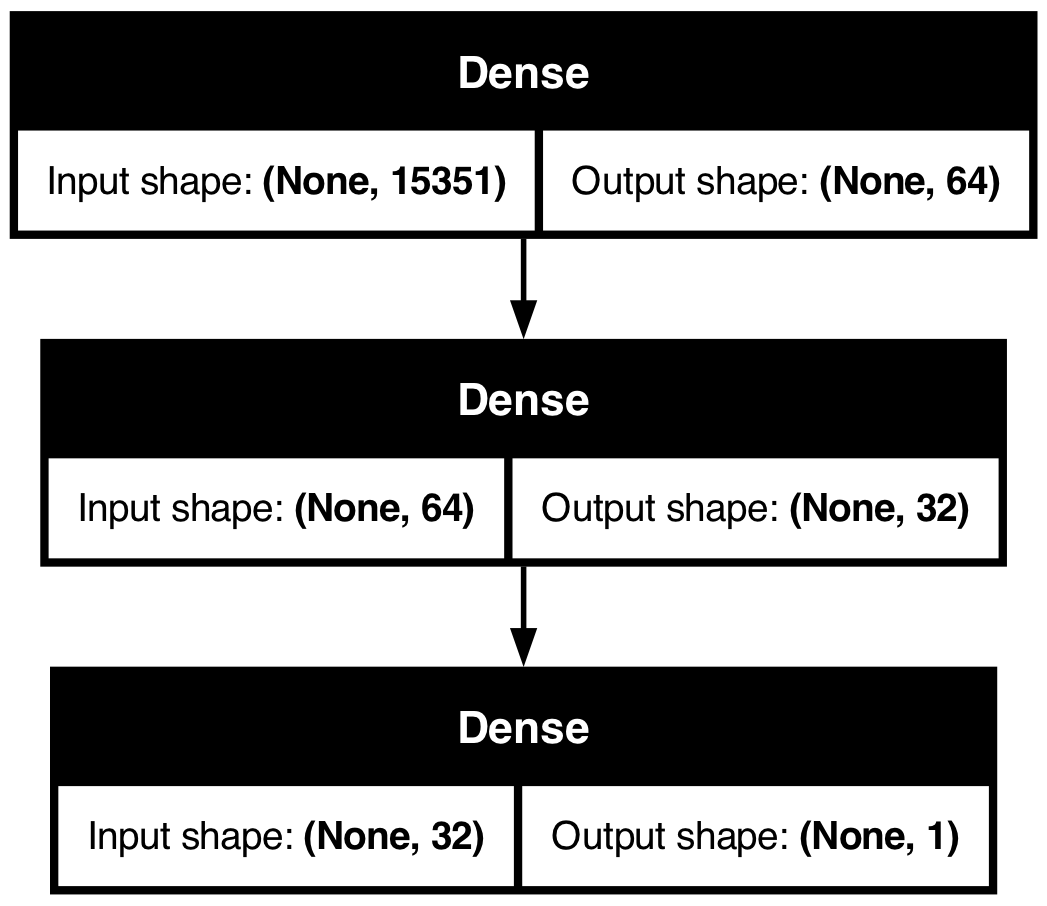 Dense
Input shape: (None, 15351) Output shape: (None, 64)
Dense
Input shape: (None, 64) Output shape: (None, 32)
Dense
Input shape: (None, 32) Output shape: (None, 1)